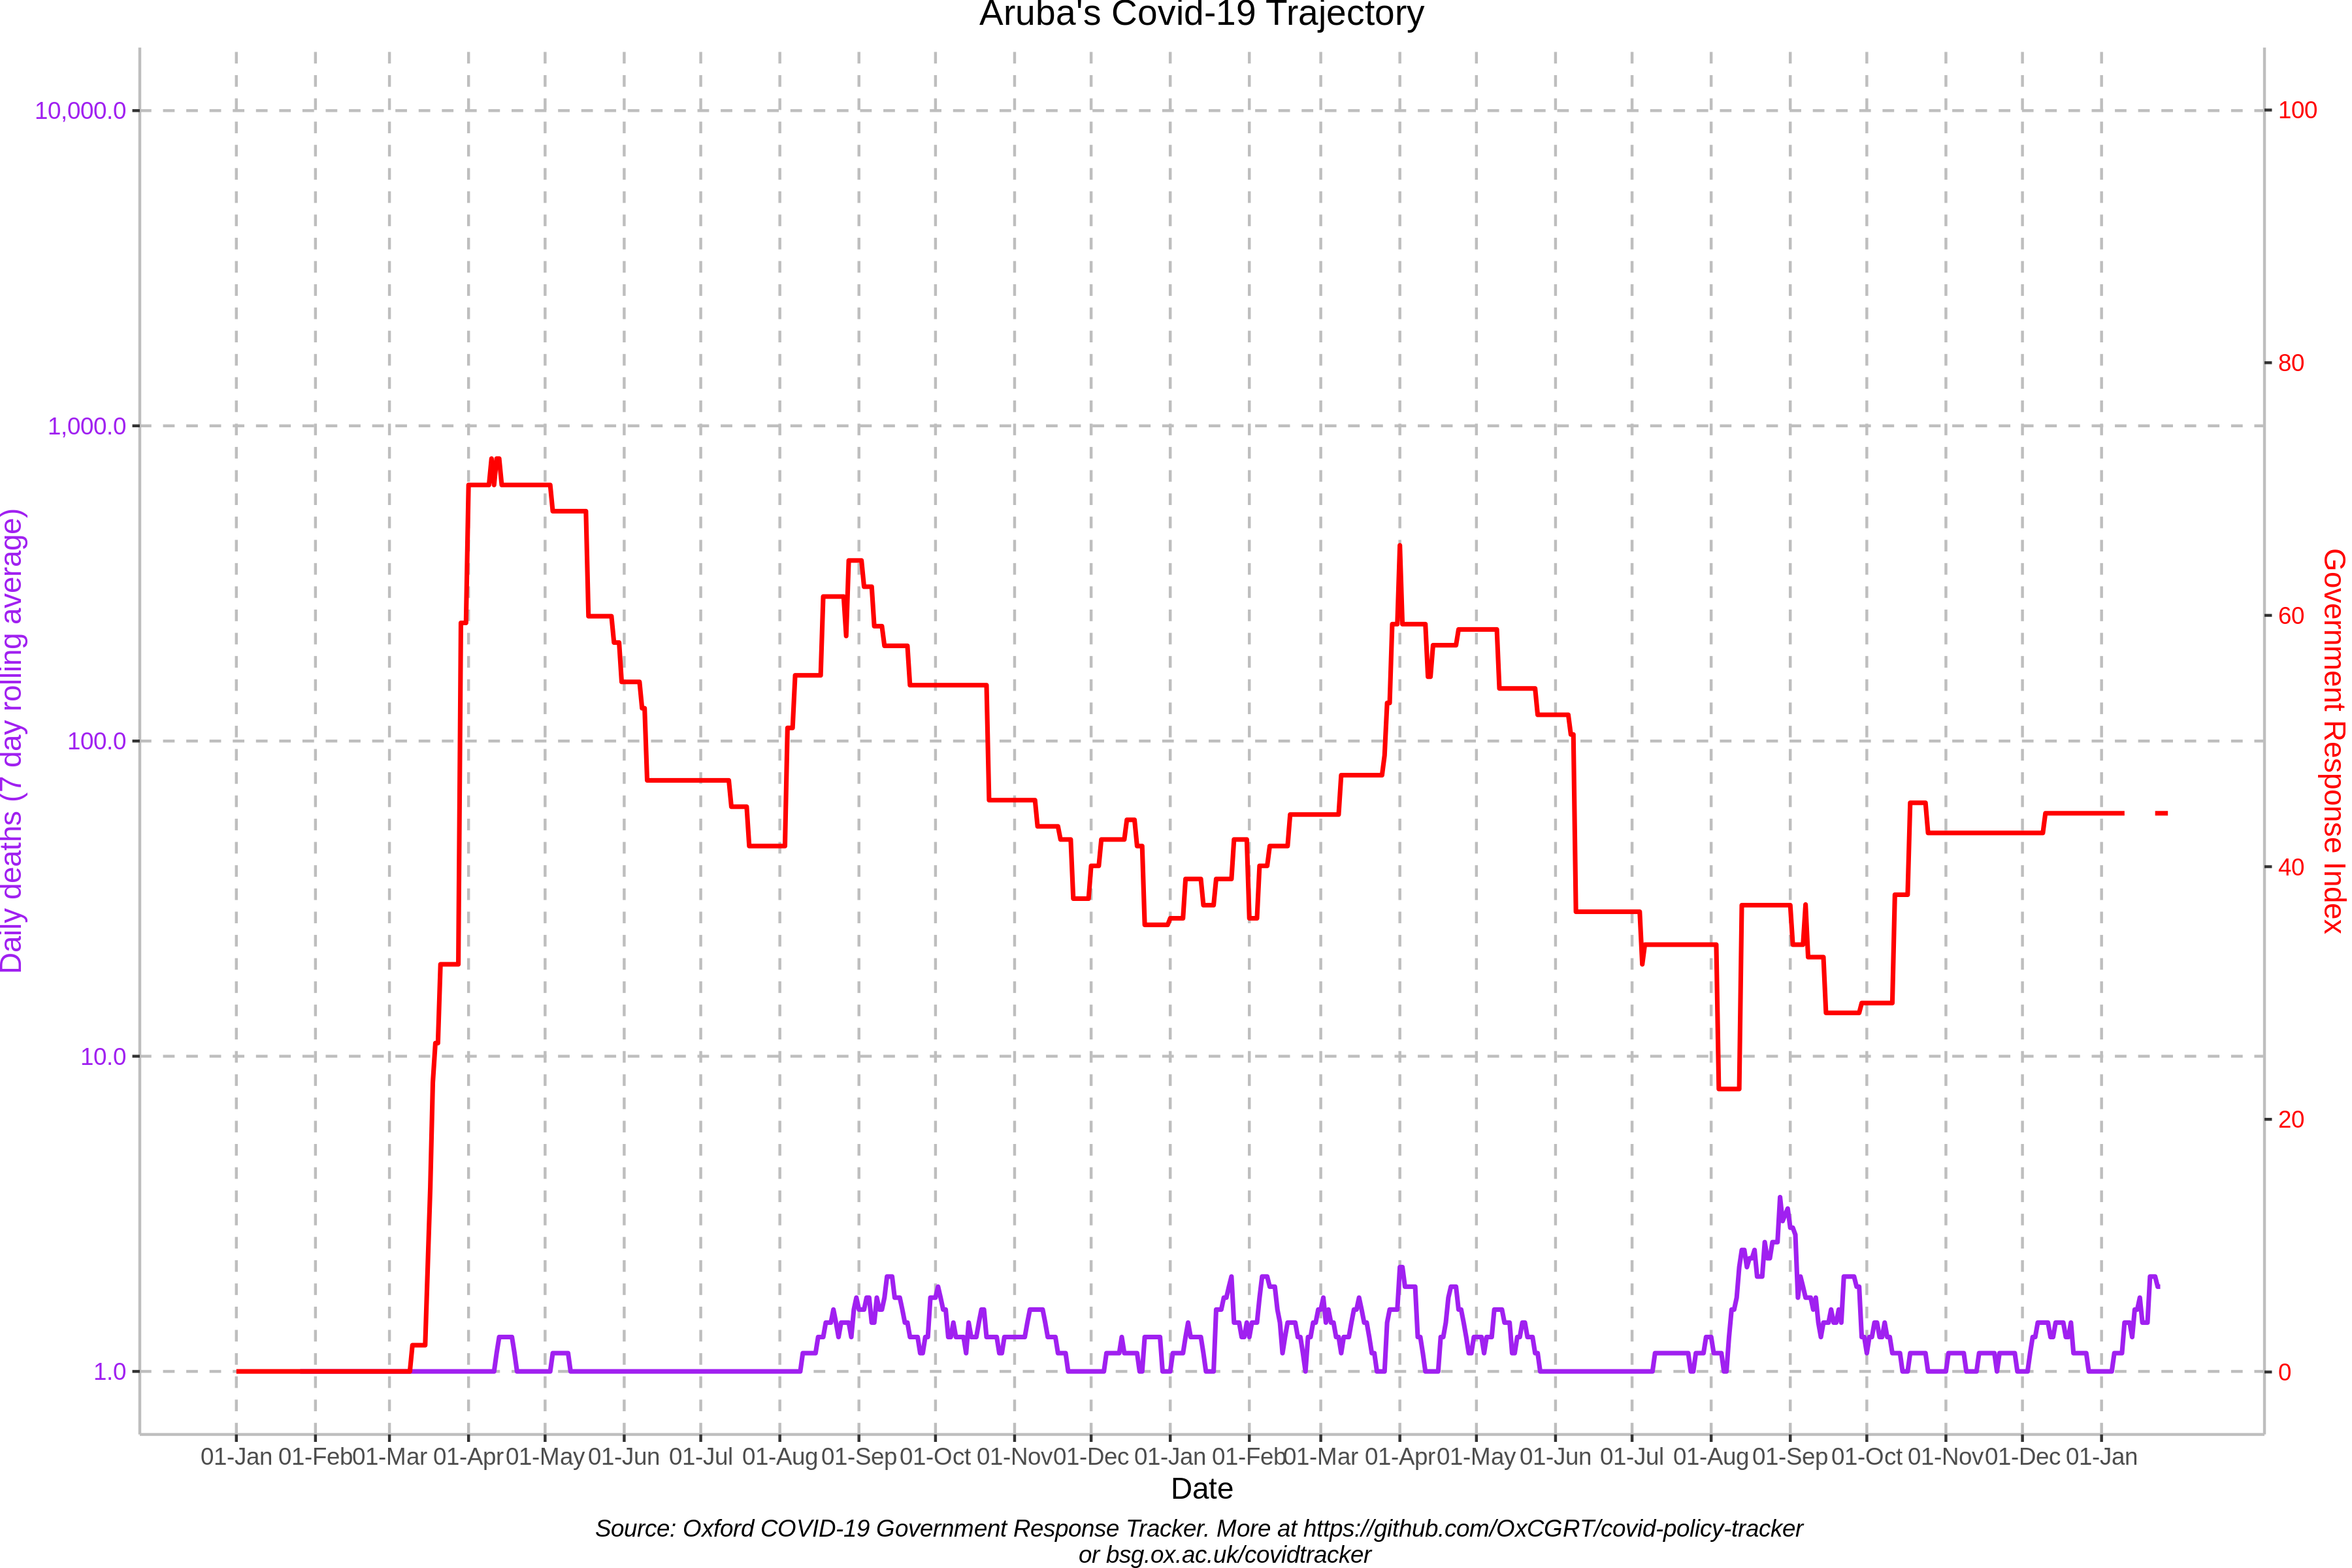 Aruba's Covid-19 Trajectory
10,000.0
1,000.0
100.0
10.0
1.0
Daily deaths (7 day rolling average)
100
80
60
40
20
0
Government Response Index
01-Jan 01-Feb 01-Mar 01-Apr 01-May 01-Jun 01-Jul 01-Aug 01-Sep 01-Oct 01-Nov 01-Dec 01-Jan 01-Feb 01-Mar 01-Apr 01-May 01-Jun 01-Jul 01-Aug 01-Sep 01-Oct 01-Nov 01-Dec 01-Jan
Date
Source: Oxford COVID-19 Government Response Tracker. More at https://github.com/OxCGRT/covid-policy-tracker
or bsg.ox.ac.uk/covidtracker